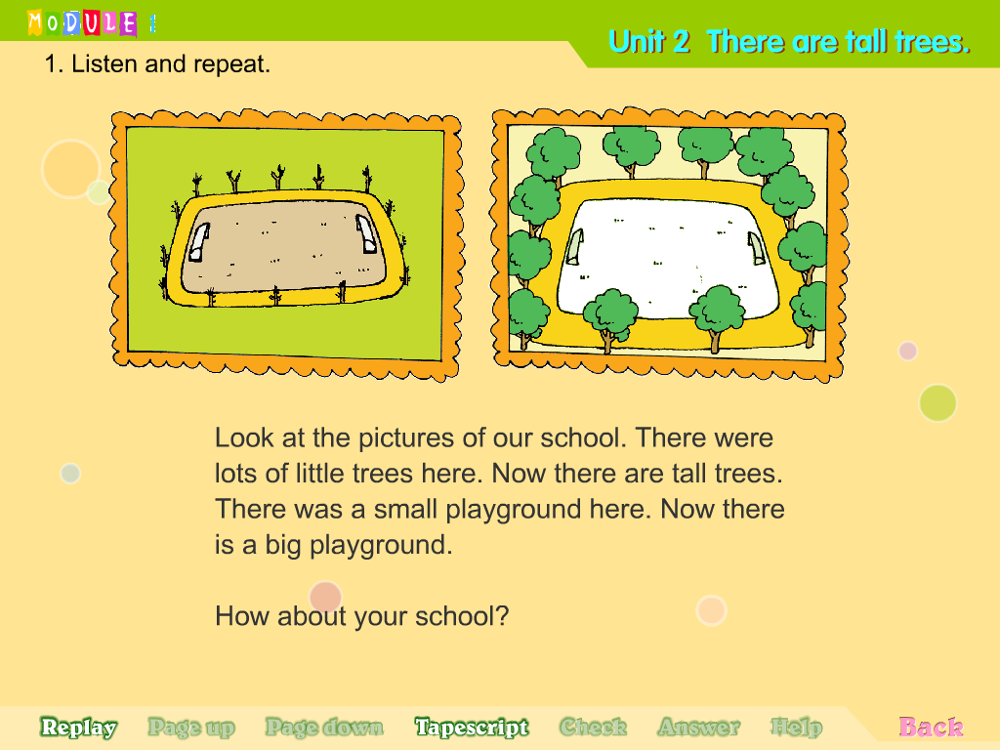 MODULE
Unit 2 There are tall trees.
1. Listen and repeat.
Look at the pictures of our school. There were
lots of little trees here. Now there are tall trees.
There was a small playground here. Now there
is a big playground.
How about your school?
Replay Page up Page down Tapescript Check Answer Help Back